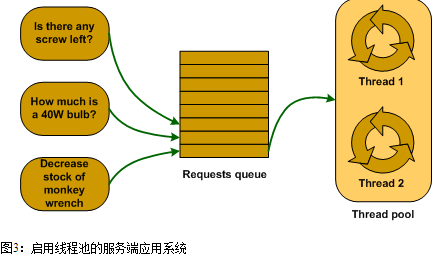 Is there any
screw left?
How much is
a 40W bulb?
Decrease
stock of
monkey
wrench
Requests queue
Thread 1
Thread 2
Thread pool
图3：启用线程池的服务端应用系统